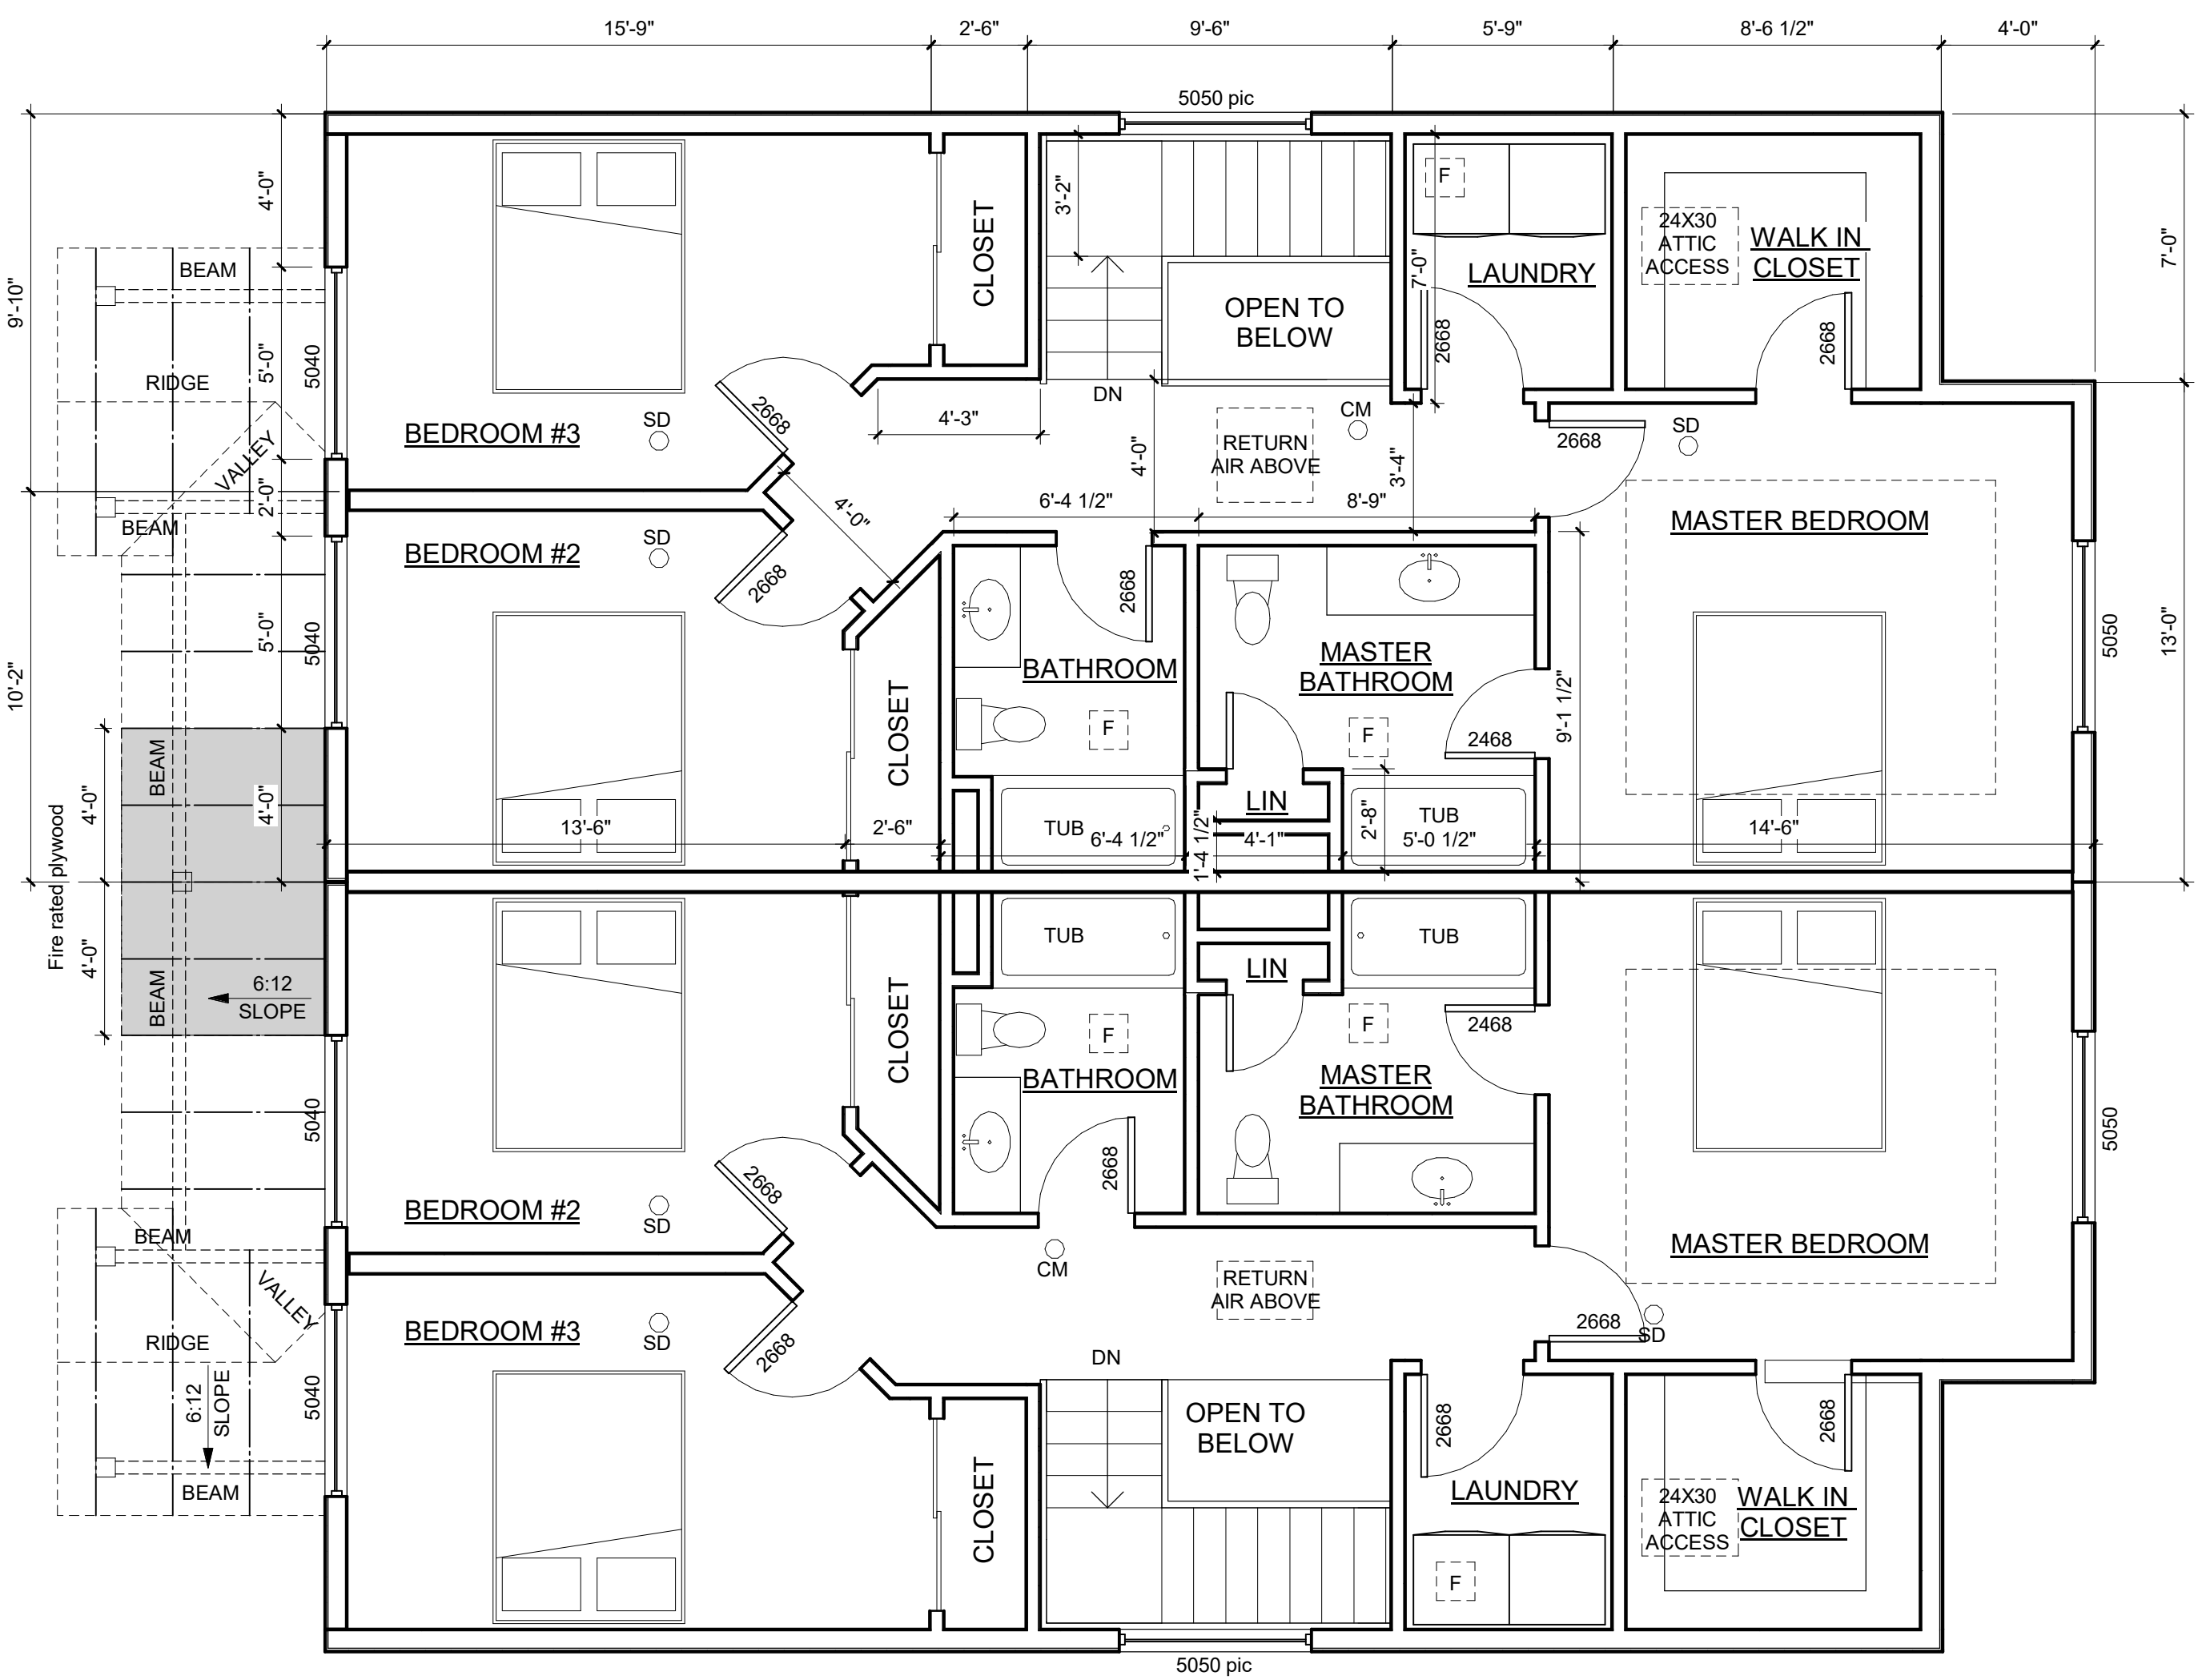 15'-9"
2'-6"
9'-6"
5'-9"
8'-6 1/2"
4'-0"
5050 pic
4'-0"
9'-10"
BEAM
5'-0"
5040
RIDGE
VALLEY
2'-0"
BEAM
BEDROOM #3
SD
2668
CLOSET
3'-2"
DN
OPEN TO
BELOW
4'-3"
F
7'-0"
LAUNDRY
2668
24X30
ATTIC
ACCESS
WALK IN
CLOSET
2668
7'-0"
CM
RETURN
AIR ABOVE
4'-0"
3'-4"
2668
SD
6'-4 1/2"
8'-9"
4'-0"
BEDROOM #2
SD
2668
5'-0"
5040
10'-2"
CLOSET
2668
BATHROOM
F
MASTER
BATHROOM
F
2468
9'-1 1/2"
MASTER BEDROOM
5050
13'-0"
BEAM
4'-0"
4'-0"
Fire rated plywood
13'-6"
2'-6"
TUB
6'-4 1/2"
1'-4 1/2"
LIN
4'-1"
2'-8"
TUB
5'-0 1/2"
14'-6"
4'-0"
BEAM
6:12
SLOPE
TUB
LIN
TUB
CLOSET
F
BATHROOM
F
2468
MASTER
BATHROOM
5040
5050
2668
2668
BEDROOM #2
SD
BEAM
CM
RETURN
AIR ABOVE
MASTER BEDROOM
2668
SD
VALLEY
RIDGE
BEDROOM #3
SD
2668
DN
6:12
SLOPE
5040
BEAM
OPEN TO
BELOW
CLOSET
2668
LAUNDRY
F
2668
24X30
ATTIC
ACCESS
WALK IN
CLOSET
5050 pic